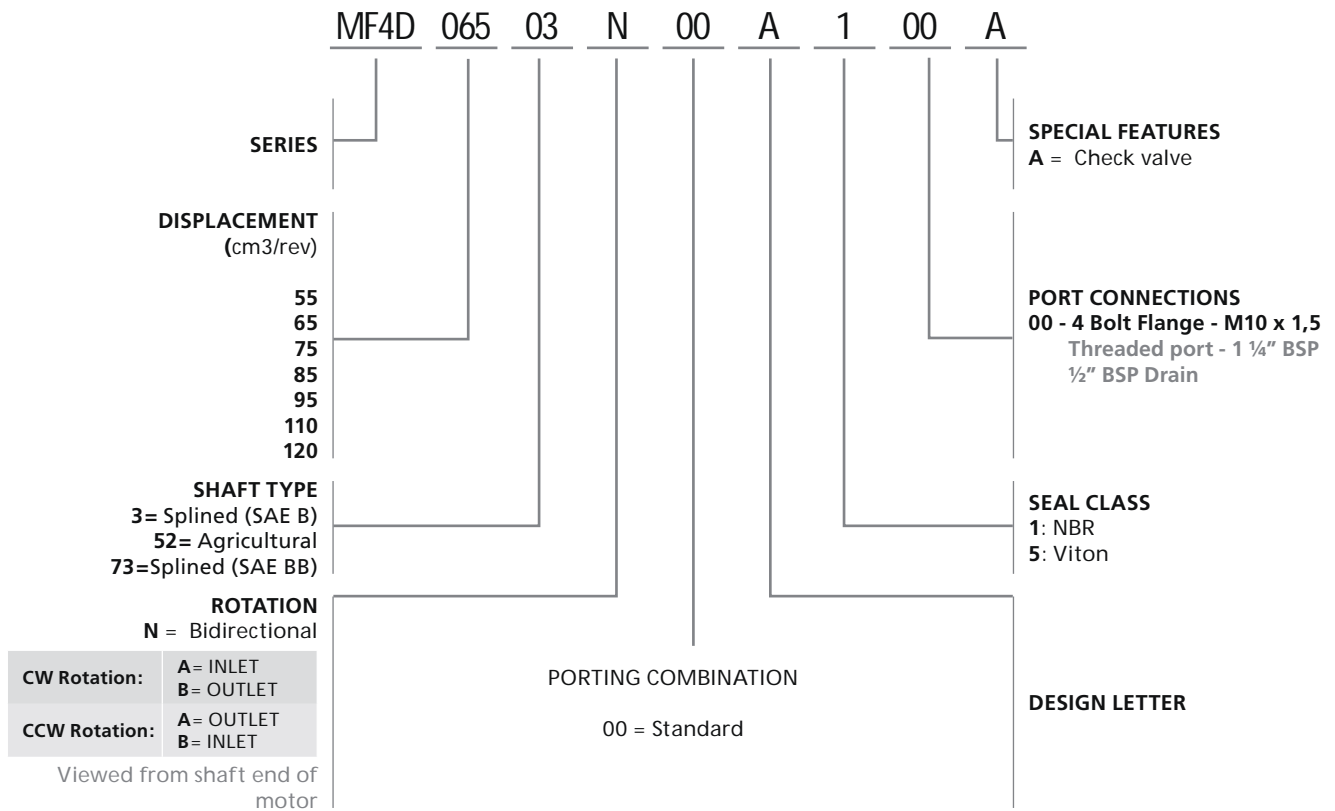 MF4D 065 03 N 00 A 1 00 A
SERIES
DISPLACEMENT
(cm3/rev)
55
65
75
85
95
110
120
SHAFT TYPE
3= Splined (SAE B)
52= Agricultural
73=Splined (SAE BB)
ROTATION
N = Bidirectional
CW Rotation:
A= INLET
B= OUTLET
CCW Rotation:
A= OUTLET
B= INLET
Viewed from shaft end of
motor
PORTING COMBINATION
00 = Standard
SPECIAL FEATURES
A = Check valve
PORT CONNECTIONS
00 - 4 Bolt Flange - M10 x 1,5
Threaded port - 1 ¼” BSP
½” BSP Drain
SEAL CLASS
1: NBR
5: Viton
DESIGN LETTER